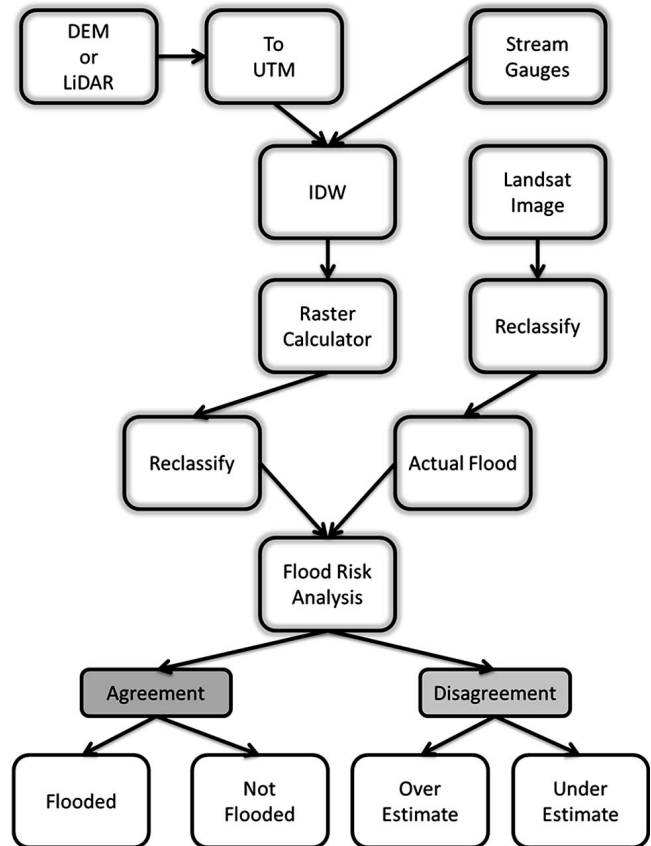 DEM
or
LiDAR
To
UTM
Stream
Gauges
IDW
Landsat
Image
Raster
Calculator
Reclassify
Reclassify
Actual Flood
Flood Risk
Analysis
Agreement
Disagreement
Flooded
Not
Flooded
Over
Estimate
Under
Estimate